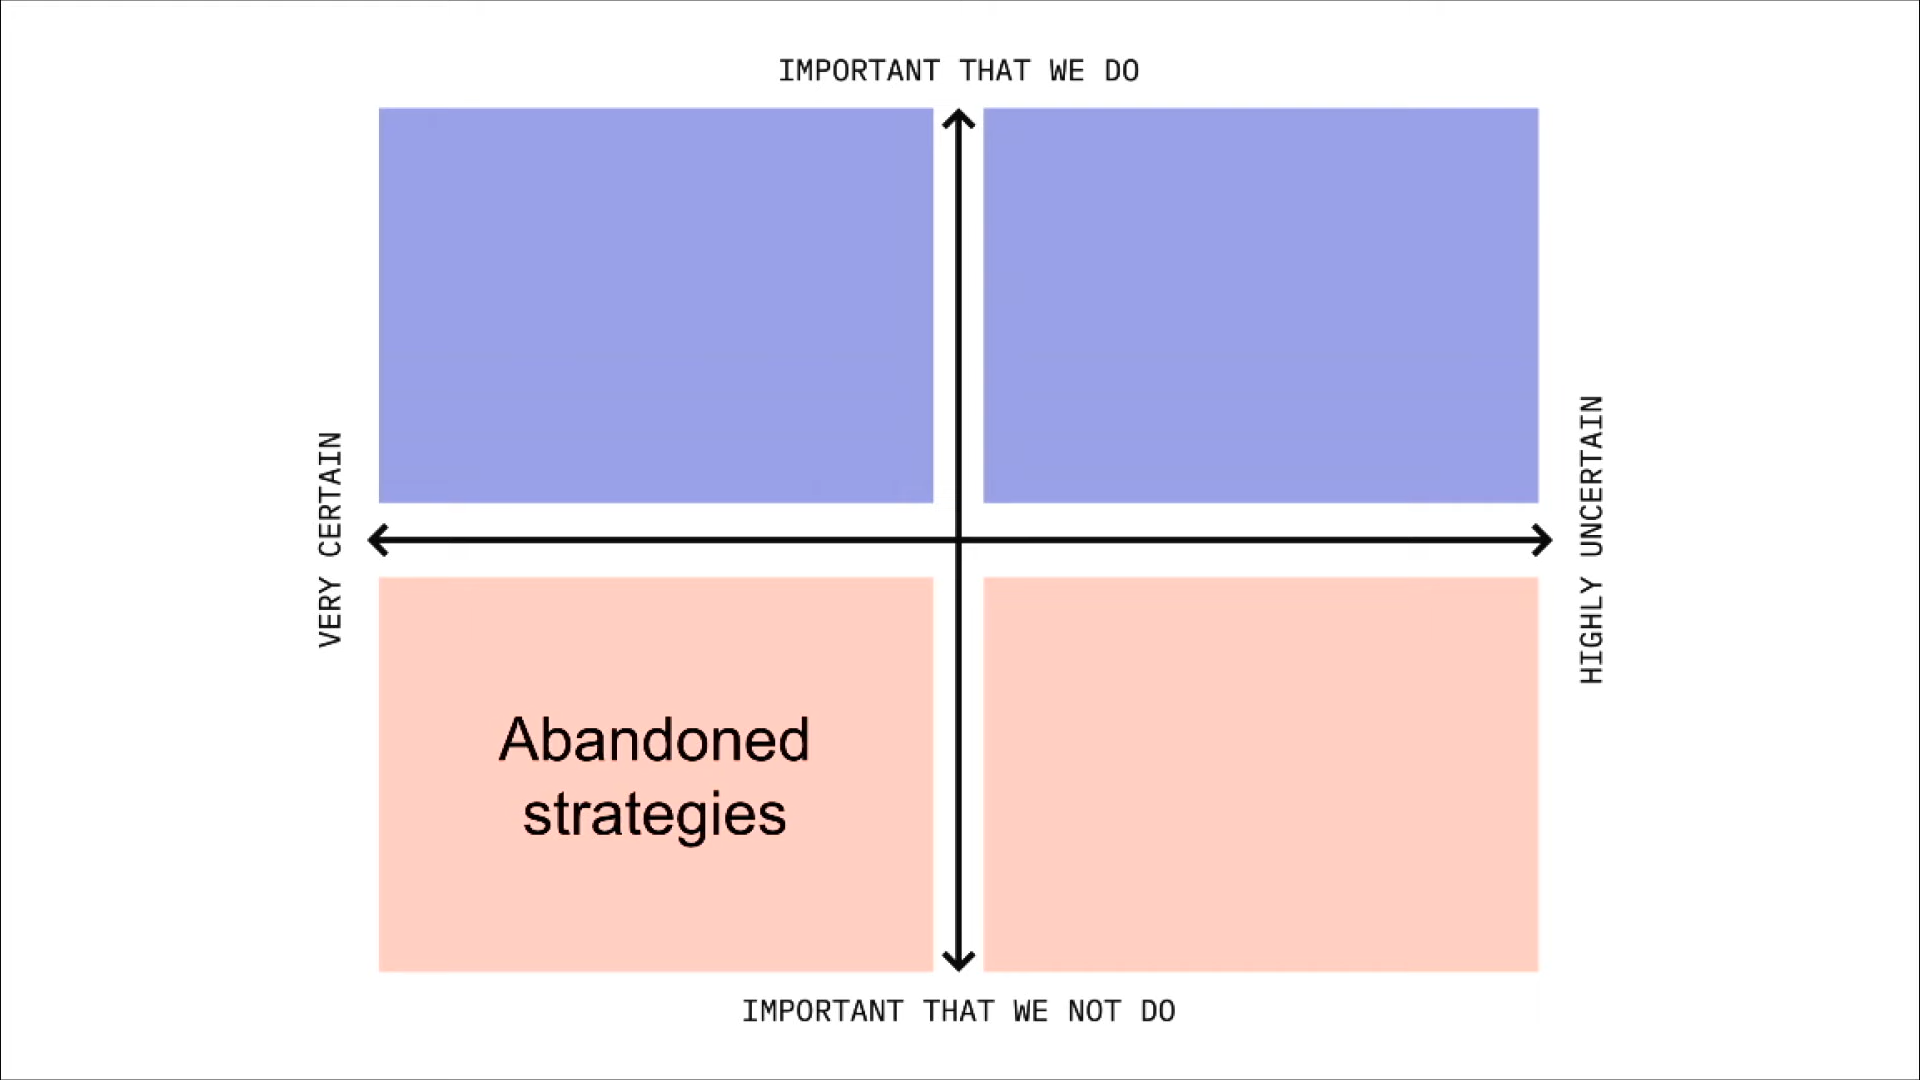 IMPORTANT THAT WE DO
VERY CERTAIN
HIGHLY UNCERTAIN
Abandoned
strategies
IMPORTANT THAT WE NOT DO